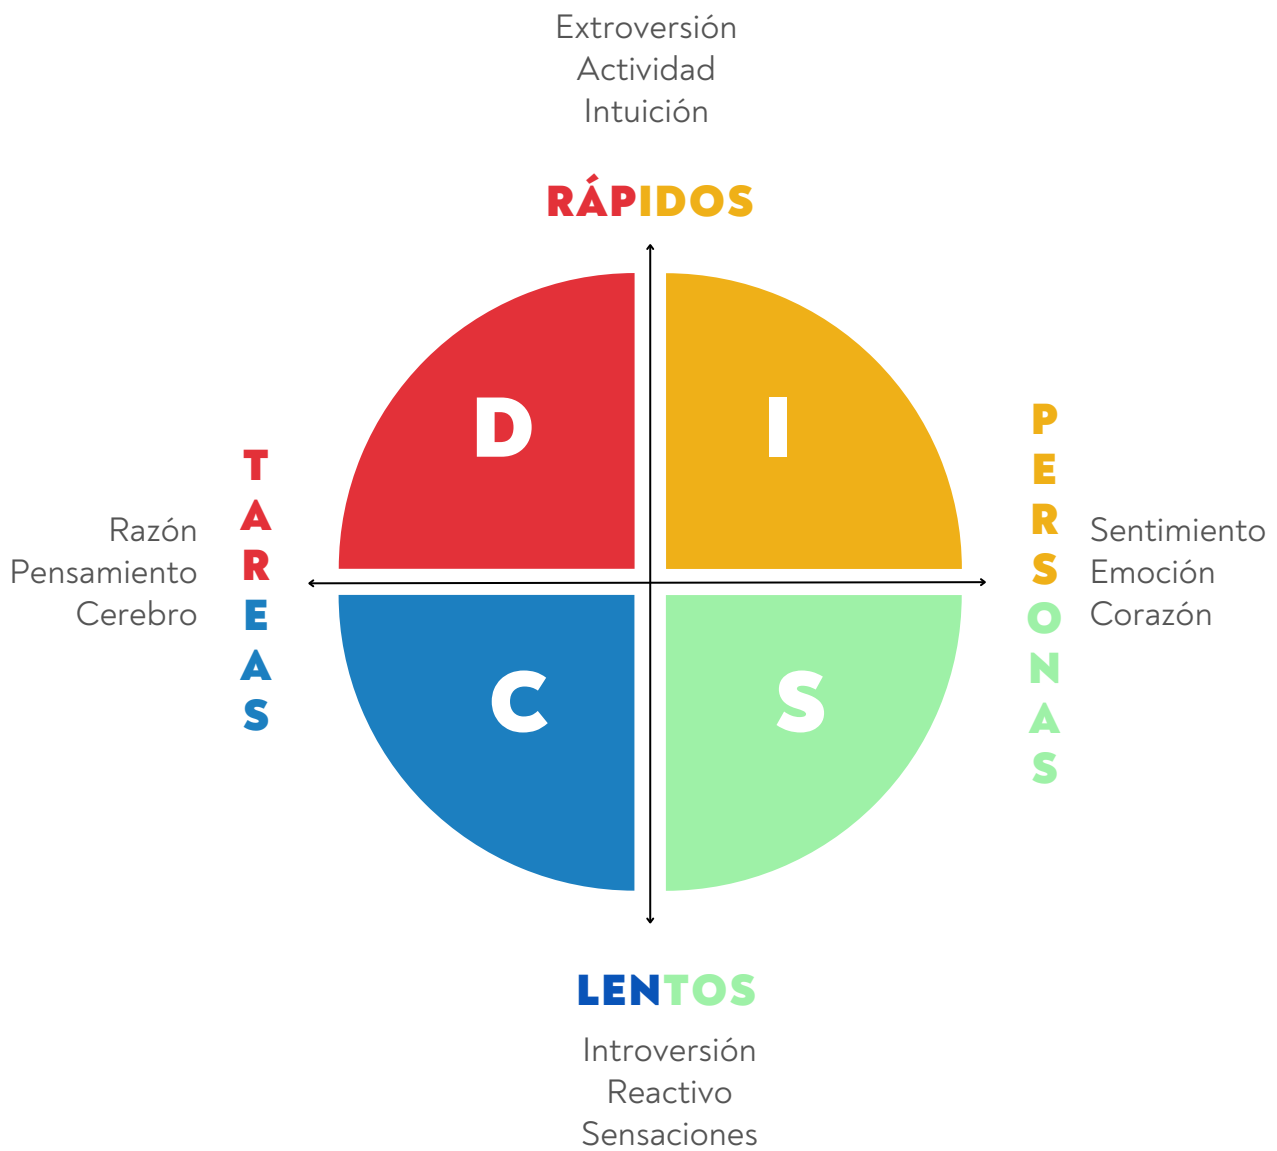 Extroversión
Actividad
Intuición
RÁPIDOS
D
I
TAREAS
Razón
Pensamiento
Cerebro
PERSONAS
Sentimiento
Emoción
Corazón
C
S
LENTOS
Introversión
Reactivo
Sensaciones